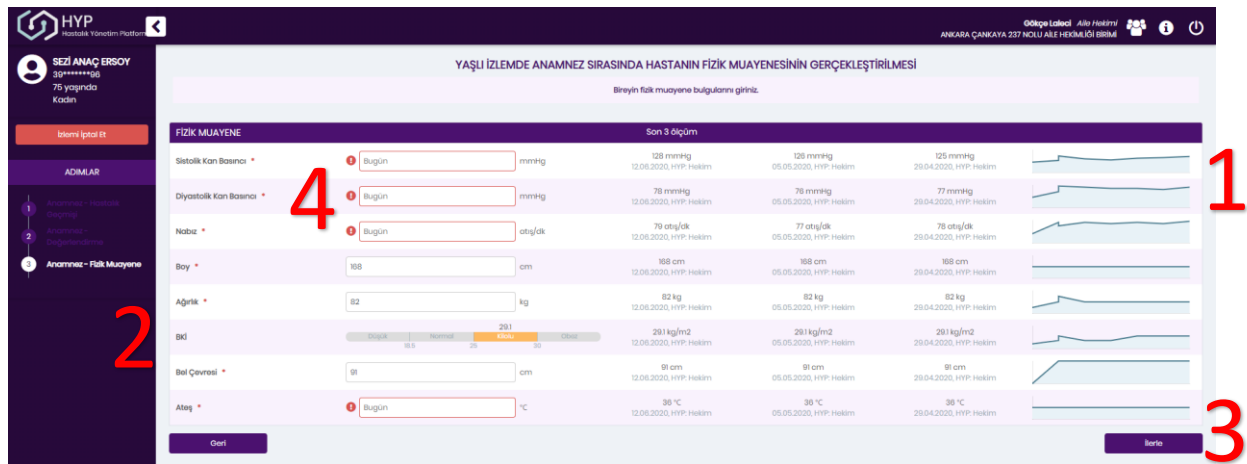 HYP
Hastalık Yönetim Platform
Gökçe Laleci Aile Hekimi
ANKARA ÇANKAYA 237 NOLU AİLE HEKİMLİĞİ BİRİMİ
SEZİ ANAÇ ERSOY
39*******96
75 yaşında
Kadın
İzlemi İptal Et
ADIMLAR
1 Anamnez - Hastalık Geçmişi
2 Anamnez - Değerlendirme
3 Anamnez - Fizik Muayene
YAŞLI İZLEMDE ANAMNEZ SIRASINDA HASTANIN FİZİK MUAYENESİNİN GERÇEKLEŞTİRİLMESİ
Bireyin fizik muayene bulgularını giriniz.
FİZİK MUAYENE Son 3 ölçüm
Sistolik Kan Basıncı * Bugün mmHg 128 mmHg 126 mmHg 125 mmHg
12.06.2020, HYP: Hekim 05.05.2020, HYP: Hekim 29.04.2020, HYP: Hekim
Diyastolik Kan Basıncı * Bugün mmHg 78 mmHg 76 mmHg 77 mmHg
12.06.2020, HYP: Hekim 05.05.2020, HYP: Hekim 29.04.2020, HYP: Hekim
Nabız * Bugün atış/dk 79 atış/dk 77 atış/dk 78 atış/dk
12.06.2020, HYP: Hekim 05.05.2020, HYP: Hekim 29.04.2020, HYP: Hekim
Boy * 168 cm 168 cm 168 cm 168 cm
12.06.2020, HYP: Hekim 05.05.2020, HYP: Hekim 29.04.2020, HYP: Hekim
Ağırlık * 82 kg 82 kg 82 kg 82 kg
12.06.2020, HYP: Hekim 05.05.2020, HYP: Hekim 29.04.2020, HYP: Hekim
BKİ 29.1 29.1 kg/m2 29.1 kg/m2 29.1 kg/m2
Düşük Normal Kilolu Obez
18.5 25 30 12.06.2020, HYP: Hekim 05.05.2020, HYP: Hekim 29.04.2020, HYP: Hekim
Bel Çevresi * 91 cm 91 cm 91 cm 91 cm
12.06.2020, HYP: Hekim 05.05.2020, HYP: Hekim 29.04.2020, HYP: Hekim
Ateş * Bugün °C 36 °C 36 °C 36 °C
12.06.2020, HYP: Hekim 05.05.2020, HYP: Hekim 29.04.2020, HYP: Hekim
Geri İlerle
1
4
2
3